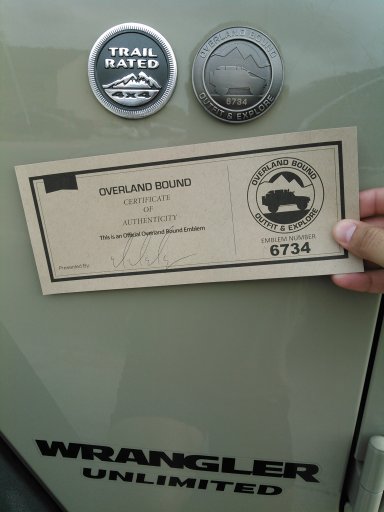 TRAIL
RATED
4x4
OVERLAND BOUND
6734
OUTFIT & EXPLORE
OVERLAND BOUND
CERTIFICATE
OF
AUTHENTICITY
This is an Official Overland Bound Emblem
Presented By
OVERLAND BOUND
OUTFIT & EXPLORE
EMBLEM NUMBER
6734
WRANGLER
UNLIMITED